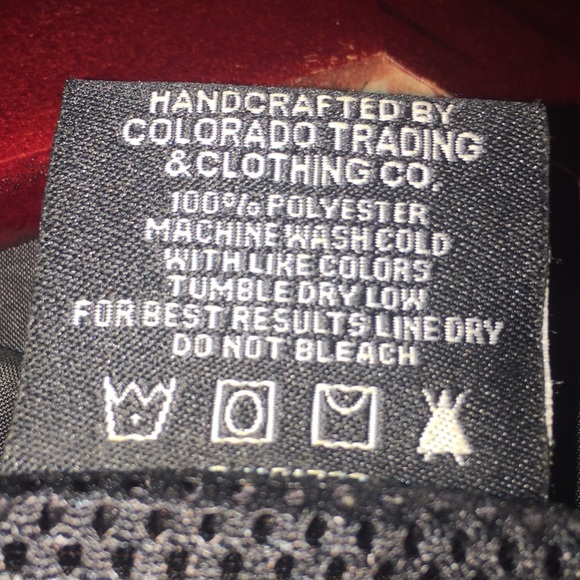 HANDCRAFTED BY
COLORADO TRADING
& CLOTHING CO.
100% POLYESTER
MACHINE WASH COLD
WITH LIKE COLORS
TUMBLE DRY LOW
FOR BEST RESULTS LINE DRY
DO NOT BLEACH